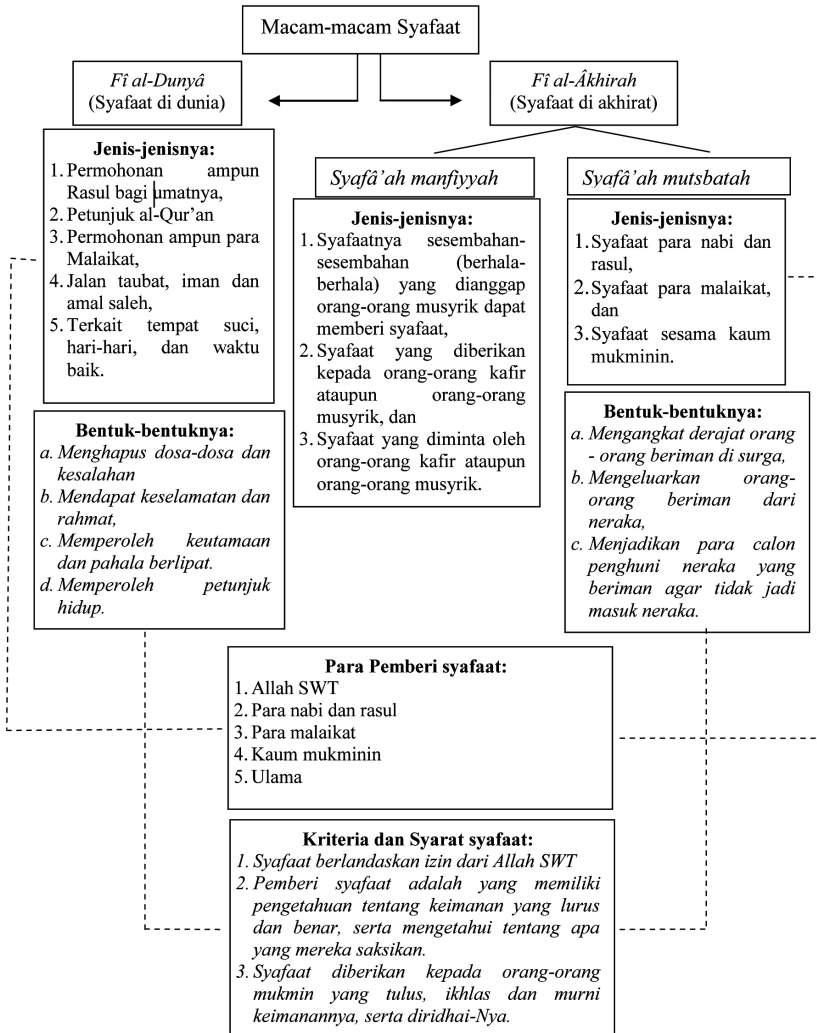 Macam-macam Syafaat
Fî al-Dunyâ
(Syafaat di dunia)
Fî al-Âkhirah
(Syafaat di akhirat)
Jenis-jenisnya:
1. Permohonan ampun
Rasul bagi umatnya,
2. Petunjuk al-Qur’an
3. Permohonan ampun para
Malaikat,
4. Jalan taubat, iman dan
amal saleh,
5. Terkait tempat suci,
hari-hari, dan waktu
baik.
Bentuk-bentuknya:
a. Menghapus dosa-dosa dan
kesalahan
b. Mendapat keselamatan dan
rahmat,
c. Memperoleh keutamaan
dan pahala berlipat.
d. Memperoleh petunjuk
hidup.
Syafâ’ah manfiyyah
Jenis-jenisnya:
1. Syafaatnya sesembahan-
sesembahan (berhala-
berhala) yang dianggap
orang-orang musyrik dapat
memberi syafaat,
2. Syafaat yang diberikan
kepada orang-orang kafir
ataupun orang-orang
musyrik, dan
3. Syafaat yang diminta oleh
orang-orang kafir ataupun
orang-orang musyrik.
Syafâ’ah mutsbatah
Jenis-jenisnya:
1. Syafaat para nabi dan
rasul,
2. Syafaat para malaikat,
dan
3. Syafaat sesama kaum
mukminin.
Bentuk-bentuknya:
a. Mengangkat derajat orang
- orang beriman di surga,
b. Mengeluarkan orang-
orang beriman dari
neraka,
c. Menjadikan para calon
penghuni neraka yang
beriman agar tidak jadi
masuk neraka.
Para Pemberi syafaat:
1. Allah SWT
2. Para nabi dan rasul
3. Para malaikat
4. Kaum mukminin
5. Ulama
Kriteria dan Syarat syafaat:
1. Syafaat berlandaskan izin dari Allah SWT
2. Pemberi syafaat adalah yang memiliki
pengetahuan tentang keimanan yang lurus
dan benar, serta mengetahui tentang apa
yang mereka saksikan.
3. Syafaat diberikan kepada orang-orang
mukmin yang tulus, ikhlas dan murni
keimanannya, serta diridhai-Nya.